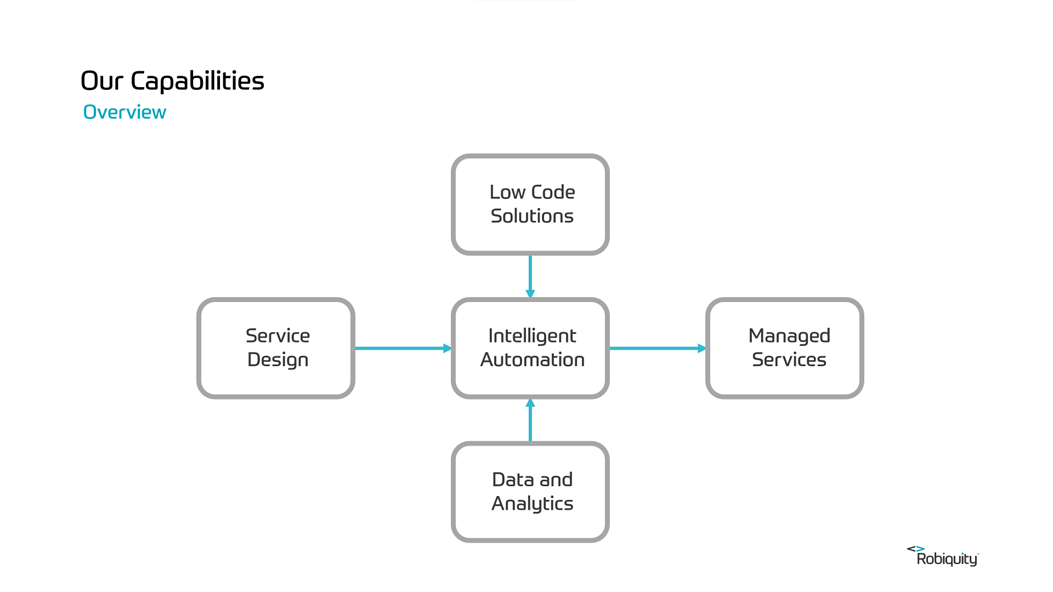 Our Capabilities
Overview
Low Code
Solutions
Service
Design
Intelligent
Automation
Managed
Services
Data and
Analytics
<> Robiquity